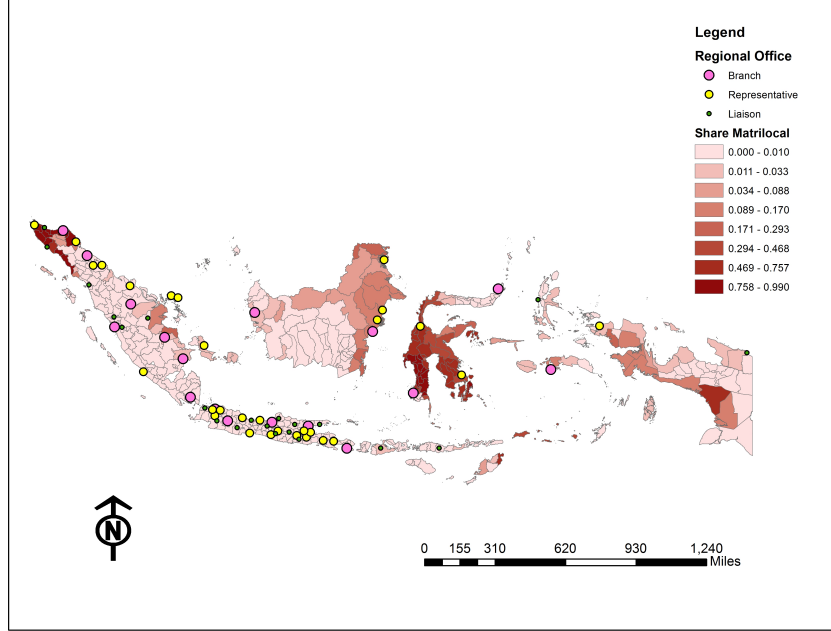 Legend
Regional Office
Branch
Representative
Liaison
Share Matrilocal
0.000 - 0.010
0.011 - 0.033
0.034 - 0.088
0.089 - 0.170
0.171 - 0.293
0.294 - 0.468
0.469 - 0.757
0.758 - 0.990
N
0 155 310 620 930 1,240
Miles